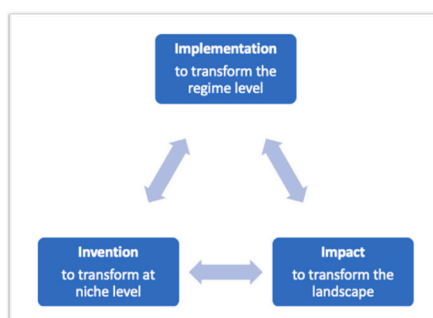 Implementation
to transform the
regime level
Invention
to transform at
niche level
Impact
to transform the
landscape